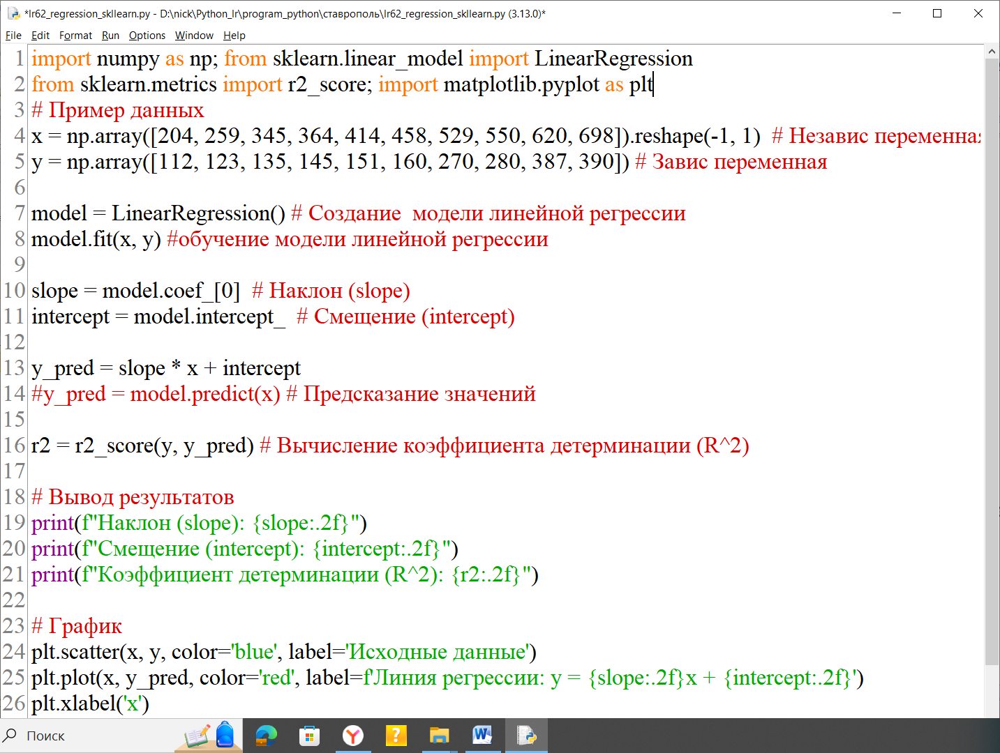 *lr62_regression_skllearn.py - D:\nick\Python_lr\program_python\ставрополь\lr62_regression_skllearn.py (3.13.0)*
File Edit Format Run Options Window Help
1 import numpy as np; from sklearn.linear_model import LinearRegression
2 from sklearn.metrics import r2_score; import matplotlib.pyplot as plt
3 # Пример данных
4 x = np.array([204, 259, 345, 364, 414, 458, 529, 550, 620, 698]).reshape(-1, 1)  # Независ переменная
5 y = np.array([112, 123, 135, 145, 151, 160, 270, 280, 387, 390]) # Завис переменная
6
7 model = LinearRegression() # Создание  модели линейной регрессии
8 model.fit(x, y) #обучение модели линейной регрессии
9
10 slope = model.coef_[0]  # Наклон (slope)
11 intercept = model.intercept_  # Смещение (intercept)
12
13 y_pred = slope * x + intercept
14 #y_pred = model.predict(x) # Предсказание значений
15
16 r2 = r2_score(y, y_pred) # Вычисление коэффициента детерминации (R^2)
17
18 # Вывод результатов
19 print(f"Наклон (slope): {slope:.2f}")
20 print(f"Смещение (intercept): {intercept:.2f}")
21 print(f"Коэффициент детерминации (R^2): {r2:.2f}")
22
23 # График
24 plt.scatter(x, y, color='blue', label='Исходные данные')
25 plt.plot(x, y_pred, color='red', label=f'Линия регрессии: y = {slope:.2f}x + {intercept:.2f}')
26 plt.xlabel('x')
Поиск